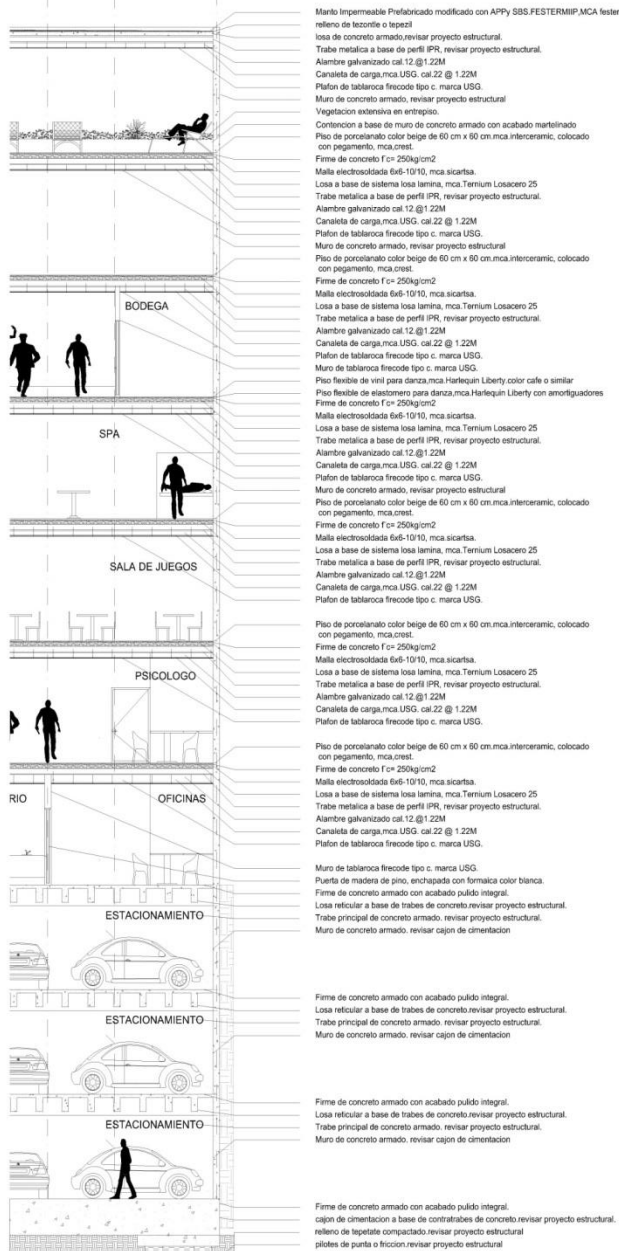 Manto Impermeable Prefabricado modificado con APPy SBS.FESTERMIIP,MCA fester
relleno de tezontle o tepezil
losa de concreto armado,revisar proyecto estructural.
Trabe metalica a base de perfil IPR, revisar proyecto estructural.
Alambre galvanizado cal.12.@1.22M
Canaleta de carga,mca.USG. cal.22 @ 1.22M
Plafon de tablaroca firecode tipo c. marca USG.
Muro de concreto armado, revisar proyecto estructural
Vegetacion extensiva en entrepiso.
Contencion a base de muro de concreto armado con acabado martelinado
Piso de porcelanato color beige de 60 cm x 60 cm.mca.interceramic, colocado
con pegamento, mca,crest.
Firme de concreto f'c= 250kg/cm2
Malla electrosoldada 6x6-10/10, mca.sicartsa.
Losa a base de sistema losa lamina, mca.Ternium Losacero 25
Trabe metalica a base de perfil IPR, revisar proyecto estructural.
Alambre galvanizado cal.12.@1.22M
Canaleta de carga,mca.USG. cal.22 @ 1.22M
Plafon de tablaroca firecode tipo c. marca USG.
Muro de concreto armado, revisar proyecto estructural
Piso de porcelanato color beige de 60 cm x 60 cm.mca.interceramic, colocado
con pegamento, mca,crest.
Firme de concreto f'c= 250kg/cm2
Malla electrosoldada 6x6-10/10, mca.sicartsa.
BODEGA
Losa a base de sistema losa lamina, mca.Ternium Losacero 25
Trabe metalica a base de perfil IPR, revisar proyecto estructural.
Alambre galvanizado cal.12.@1.22M
Canaleta de carga,mca.USG. cal.22 @ 1.22M
Plafon de tablaroca firecode tipo c. marca USG.
Muro de tablaroca firecode tipo c. marca USG.
Piso flexible de vinil para danza,mca.Harlequin Liberty.color cafe o similar
Piso flexible de elastomero para danza,mca.Harlequin Liberty con amortiguadores
Firme de concreto f'c= 250kg/cm2
Malla electrosoldada 6x6-10/10, mca.sicartsa.
SPA
Losa a base de sistema losa lamina, mca.Ternium Losacero 25
Trabe metalica a base de perfil IPR, revisar proyecto estructural.
Alambre galvanizado cal.12.@1.22M
Canaleta de carga,mca.USG. cal.22 @ 1.22M
Plafon de tablaroca firecode tipo c. marca USG.
Muro de concreto armado, revisar proyecto estructural
Piso de porcelanato color beige de 60 cm x 60 cm.mca.interceramic, colocado
con pegamento, mca,crest.
Firme de concreto f'c= 250kg/cm2
Malla electrosoldada 6x6-10/10, mca.sicartsa.
Losa a base de sistema losa lamina, mca.Ternium Losacero 25
SALA DE JUEGOS
Trabe metalica a base de perfil IPR, revisar proyecto estructural.
Alambre galvanizado cal.12.@1.22M
Canaleta de carga,mca.USG. cal.22 @ 1.22M
Plafon de tablaroca firecode tipo c. marca USG.
Piso de porcelanato color beige de 60 cm x 60 cm.mca.interceramic, colocado
con pegamento, mca,crest.
Firme de concreto f'c= 250kg/cm2
Malla electrosoldada 6x6-10/10, mca.sicartsa.
PSICOLOGO
Losa a base de sistema losa lamina, mca.Ternium Losacero 25
Trabe metalica a base de perfil IPR, revisar proyecto estructural.
Alambre galvanizado cal.12.@1.22M
Canaleta de carga,mca.USG. cal.22 @ 1.22M
Plafon de tablaroca firecode tipo c. marca USG.
Piso de porcelanato color beige de 60 cm x 60 cm.mca.interceramic, colocado
con pegamento, mca,crest.
Firme de concreto f'c= 250kg/cm2
Malla electrosoldada 6x6-10/10, mca.sicartsa.
Losa a base de sistema losa lamina, mca.Ternium Losacero 25
RIO
OFICINAS
Trabe metalica a base de perfil IPR, revisar proyecto estructural.
Alambre galvanizado cal.12.@1.22M
Canaleta de carga,mca.USG. cal.22 @ 1.22M
Plafon de tablaroca firecode tipo c. marca USG.
Muro de tablaroca firecode tipo c. marca USG.
Puerta de madera de pino, enchapada con formaica color blanca.
Firme de concreto armado con acabado pulido integral.
Losa reticular a base de trabes de concreto.revisar proyecto estructural.
ESTACIONAMIENTO
Trabe principal de concreto armado. revisar proyecto estructural.
Muro de concreto armado. revisar cajon de cimentacion
Firme de concreto armado con acabado pulido integral.
Losa reticular a base de trabes de concreto.revisar proyecto estructural.
ESTACIONAMIENTO
Trabe principal de concreto armado. revisar proyecto estructural.
Muro de concreto armado. revisar cajon de cimentacion
Firme de concreto armado con acabado pulido integral.
Losa reticular a base de trabes de concreto.revisar proyecto estructural.
ESTACIONAMIENTO
Trabe principal de concreto armado. revisar proyecto estructural.
Muro de concreto armado. revisar cajon de cimentacion
Firme de concreto armado con acabado pulido integral.
cajon de cimentacion a base de contratrabes de concreto.revisar proyecto estructural.
relleno de tepetate compactado.revisar proyecto estructural
pilotes de punta o friccion.revisar proyecto estructural